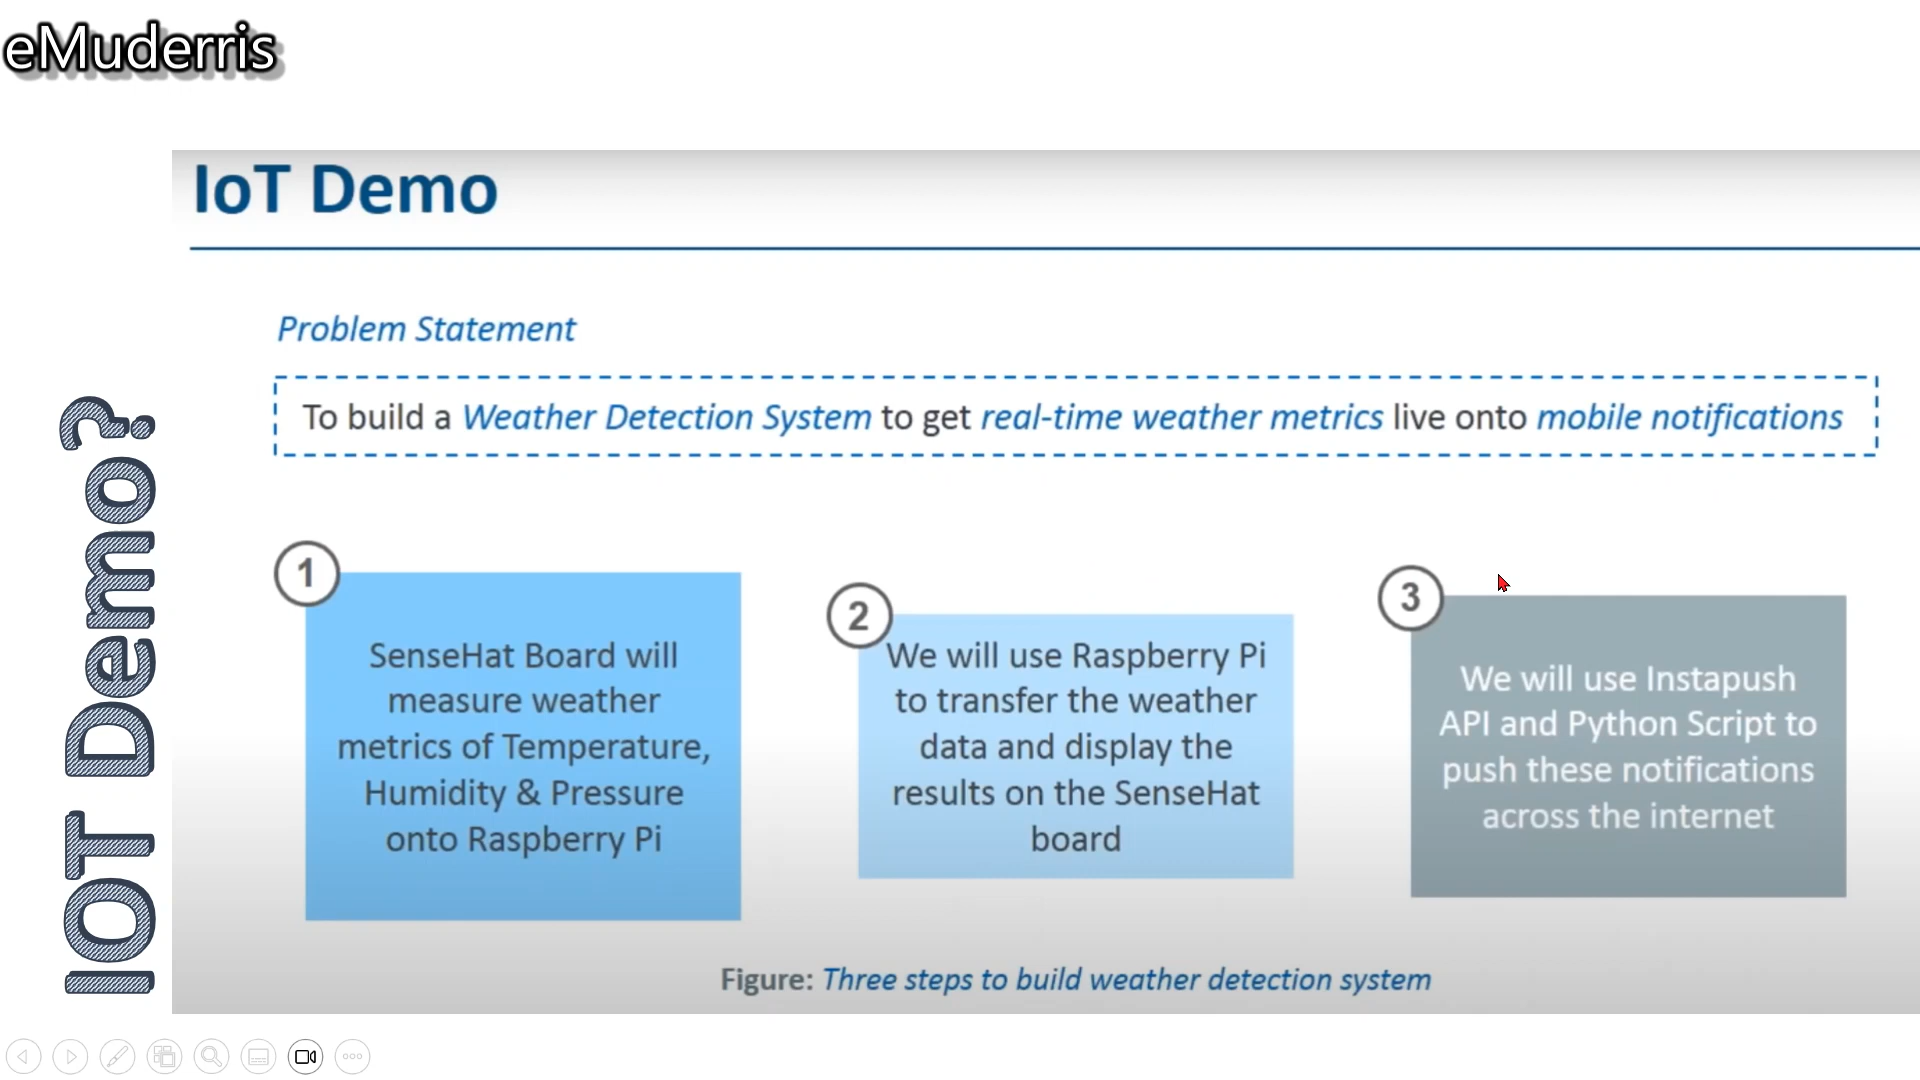 eMuderris
IoT Demo
Problem Statement
To build a Weather Detection System to get real-time weather metrics live onto mobile notifications
1
SenseHat Board will
measure weather
metrics of Temperature,
Humidity & Pressure
onto Raspberry Pi
2
We will use Raspberry Pi
to transfer the weather
data and display the
results on the SenseHat
board
3
We will use Instapush
API and Python Script to
push these notifications
across the internet
Figure: Three steps to build weather detection system
IOT Demo?